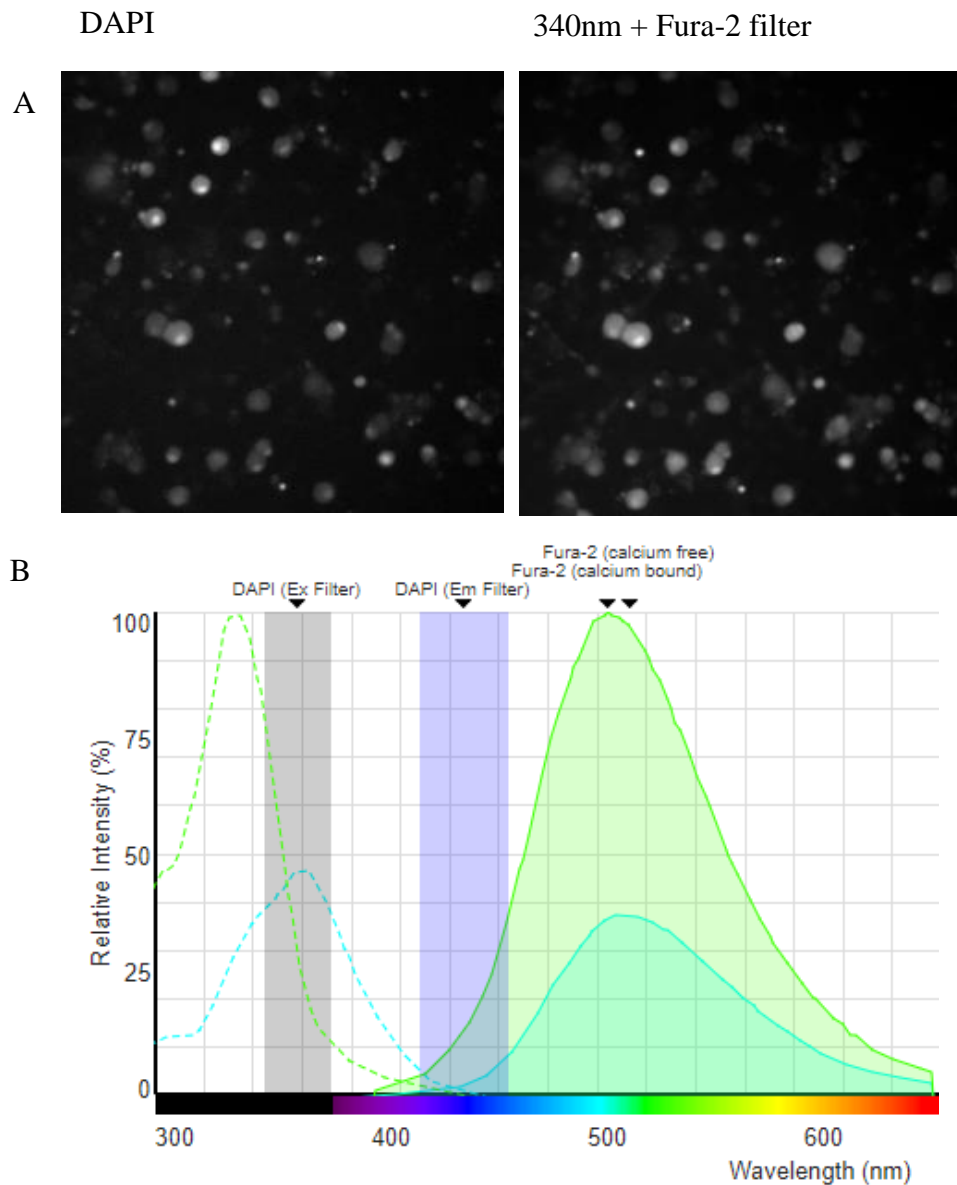 DAPI
340nm + Fura-2 filter
A
B
Fura-2 (calcium free)
Fura-2 (calcium bound)
DAPI (Ex Filter) DAPI (Em Filter)
100
75
50
25
0
Relative Intensity (%)
300 400 500 600
Wavelength (nm)